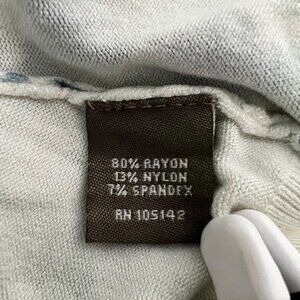 80% RAYON
13% NYLON
7% SPANDEX
RN 105142